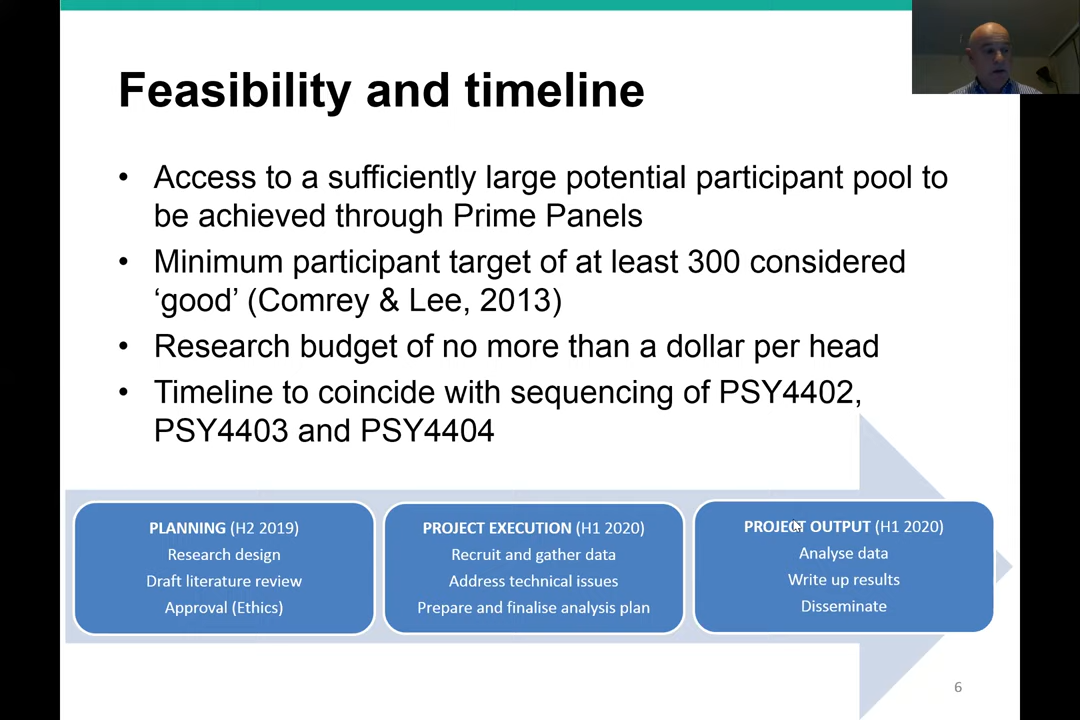 Feasibility and timeline
• Access to a sufficiently large potential participant pool to
be achieved through Prime Panels
• Minimum participant target of at least 300 considered
‘good’ (Comrey & Lee, 2013)
• Research budget of no more than a dollar per head
• Timeline to coincide with sequencing of PSY4402,
PSY4403 and PSY4404
PLANNING (H2 2019)
Research design
Draft literature review
Approval (Ethics)
PROJECT EXECUTION (H1 2020)
Recruit and gather data
Address technical issues
Prepare and finalise analysis plan
PROJECT OUTPUT (H1 2020)
Analyse data
Write up results
Disseminate
6